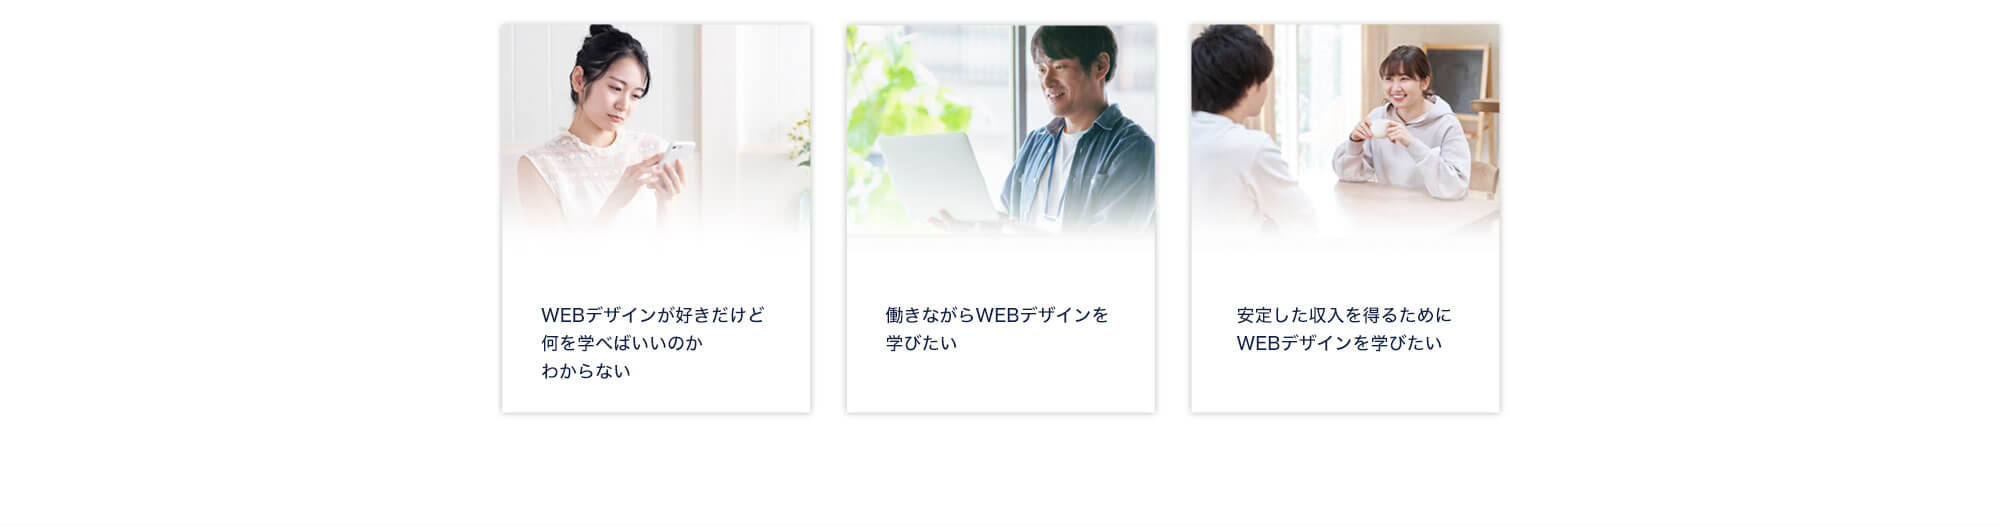 WEBデザインが好きだけど
何を学べばいいのか
わからない
働きながらWEBデザインを
学びたい
安定した収入を得るために
WEBデザインを学びたい